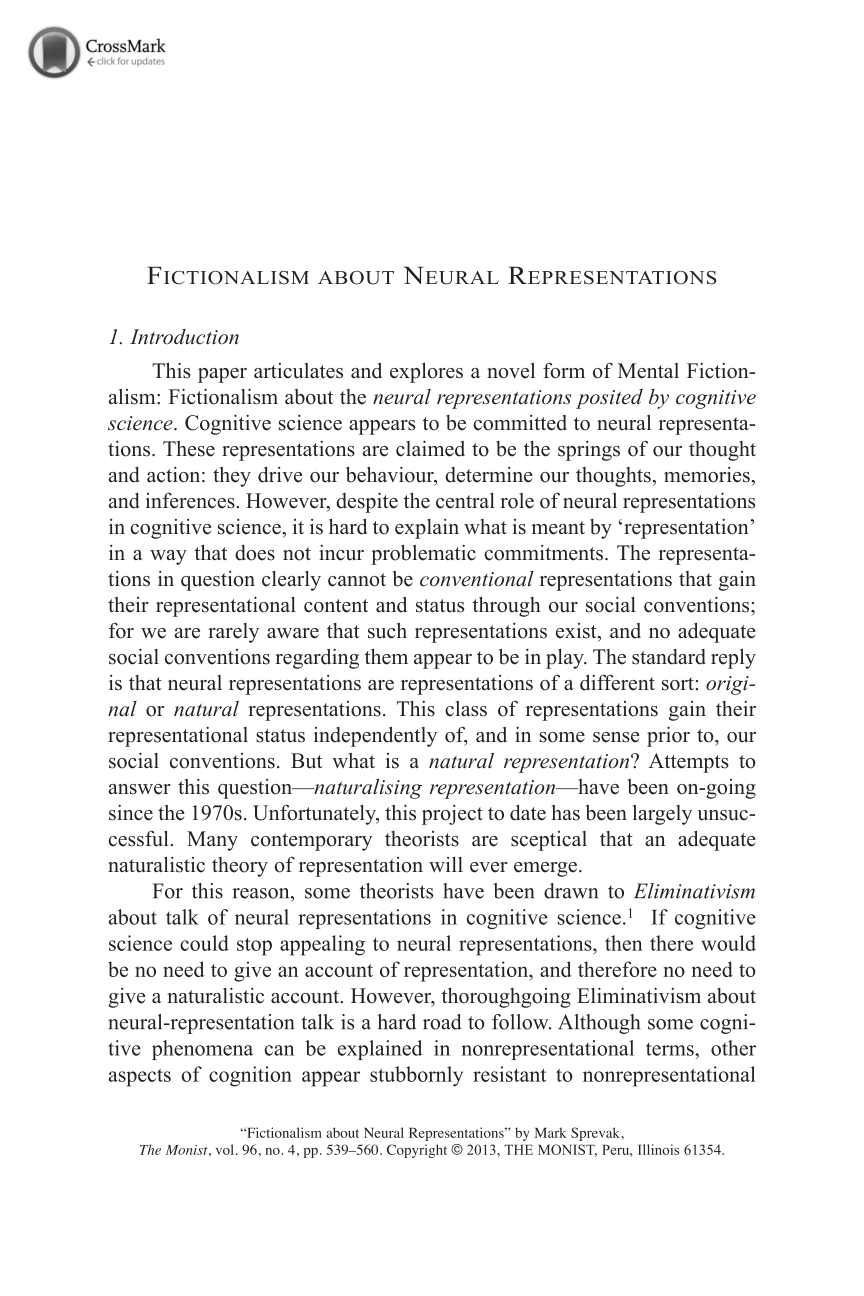 CrossMark
click for updates
FICTIONALISM ABOUT NEURAL REPRESENTATIONS
1. Introduction
This paper articulates and explores a novel form of Mental Fiction-
alism: Fictionalism about the neural representations posited by cognitive
science. Cognitive science appears to be committed to neural representa-
tions. These representations are claimed to be the springs of our thought
and action: they drive our behaviour, determine our thoughts, memories,
and inferences. However, despite the central role of neural representations
in cognitive science, it is hard to explain what is meant by ‘representation’
in a way that does not incur problematic commitments. The representa-
tions in question clearly cannot be conventional representations that gain
their representational content and status through our social conventions;
for we are rarely aware that such representations exist, and no adequate
social conventions regarding them appear to be in play. The standard reply
is that neural representations are representations of a different sort: origi-
nal or natural representations. This class of representations gain their
representational status independently of, and in some sense prior to, our
social conventions. But what is a natural representation? Attempts to
answer this question—naturalising representation—have been on-going
since the 1970s. Unfortunately, this project to date has been largely unsuc-
cessful. Many contemporary theorists are sceptical that an adequate
naturalistic theory of representation will ever emerge.
For this reason, some theorists have been drawn to Eliminativism
about talk of neural representations in cognitive science.1 If cognitive
science could stop appealing to neural representations, then there would
be no need to give an account of representation, and therefore no need to
give a naturalistic account. However, thoroughgoing Eliminativism about
neural-representation talk is a hard road to follow. Although some cogni-
tive phenomena can be explained in nonrepresentational terms, other
aspects of cognition appear stubbornly resistant to nonrepresentational
“Fictionalism about Neural Representations” by Mark Sprevak,
The Monist, vol. 96, no. 4, pp. 539–560. Copyright © 2013, THE MONIST, Peru, Illinois 61354.